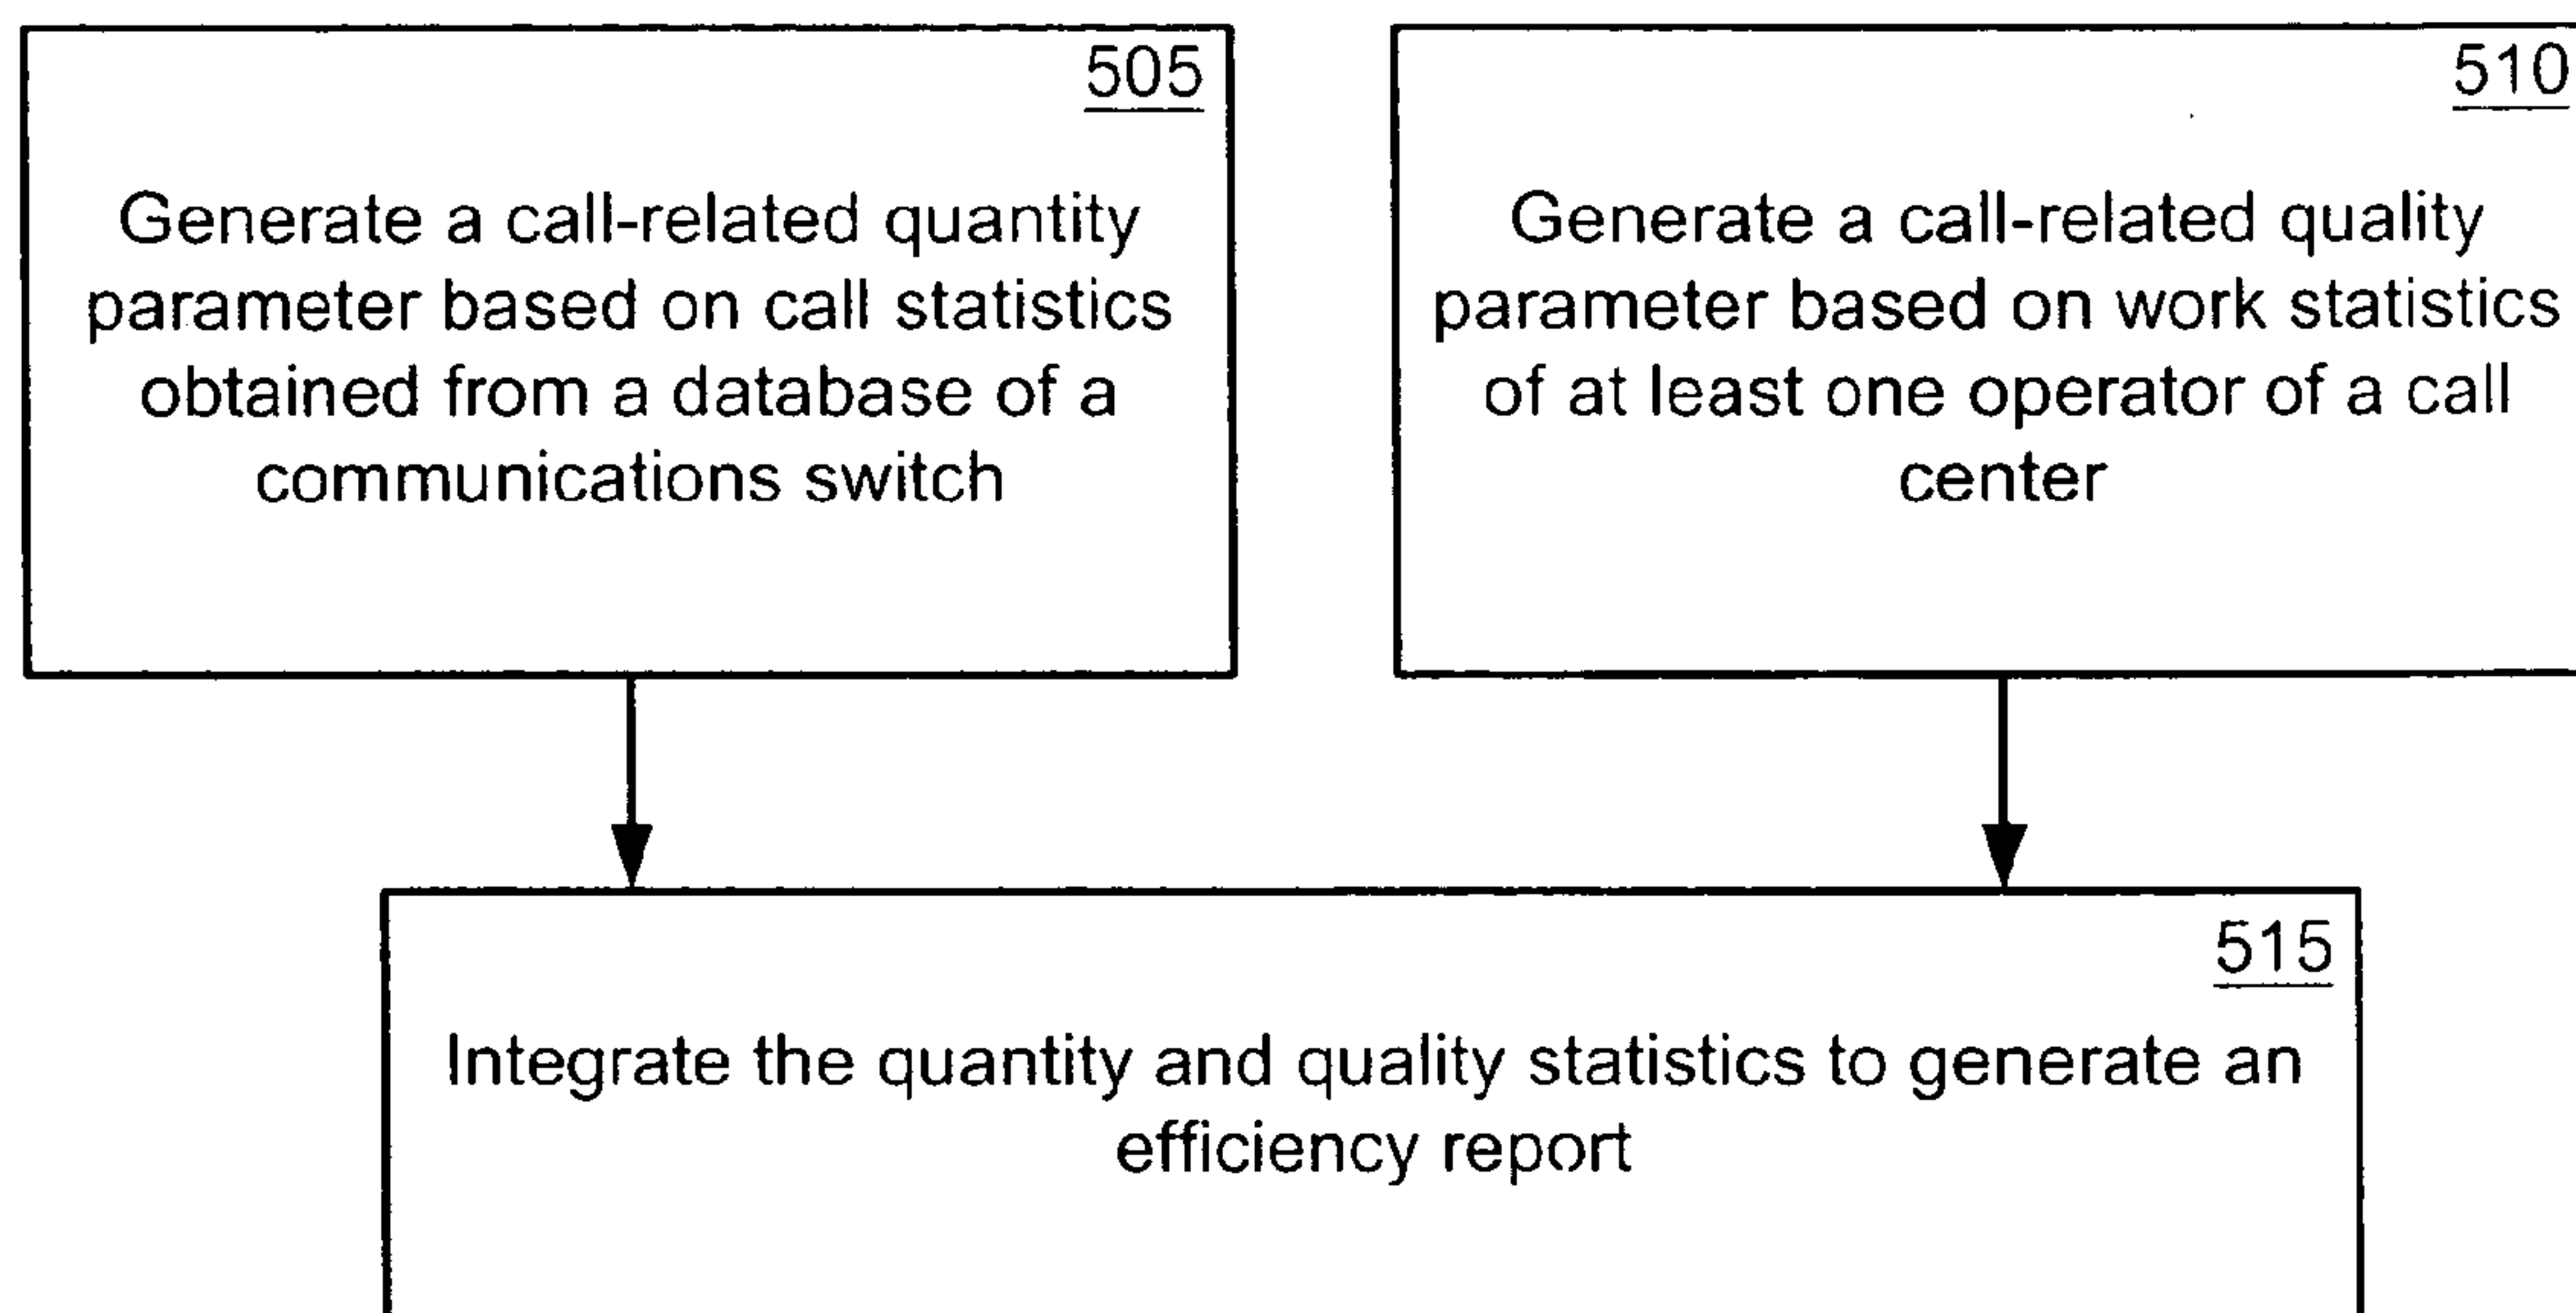 505
Generate a call-related quantity
parameter based on call statistics
obtained from a database of a
communications switch
510
Generate a call-related quality
parameter based on work statistics
of at least one operator of a call
center
515
Integrate the quantity and quality statistics to generate an
efficiency report